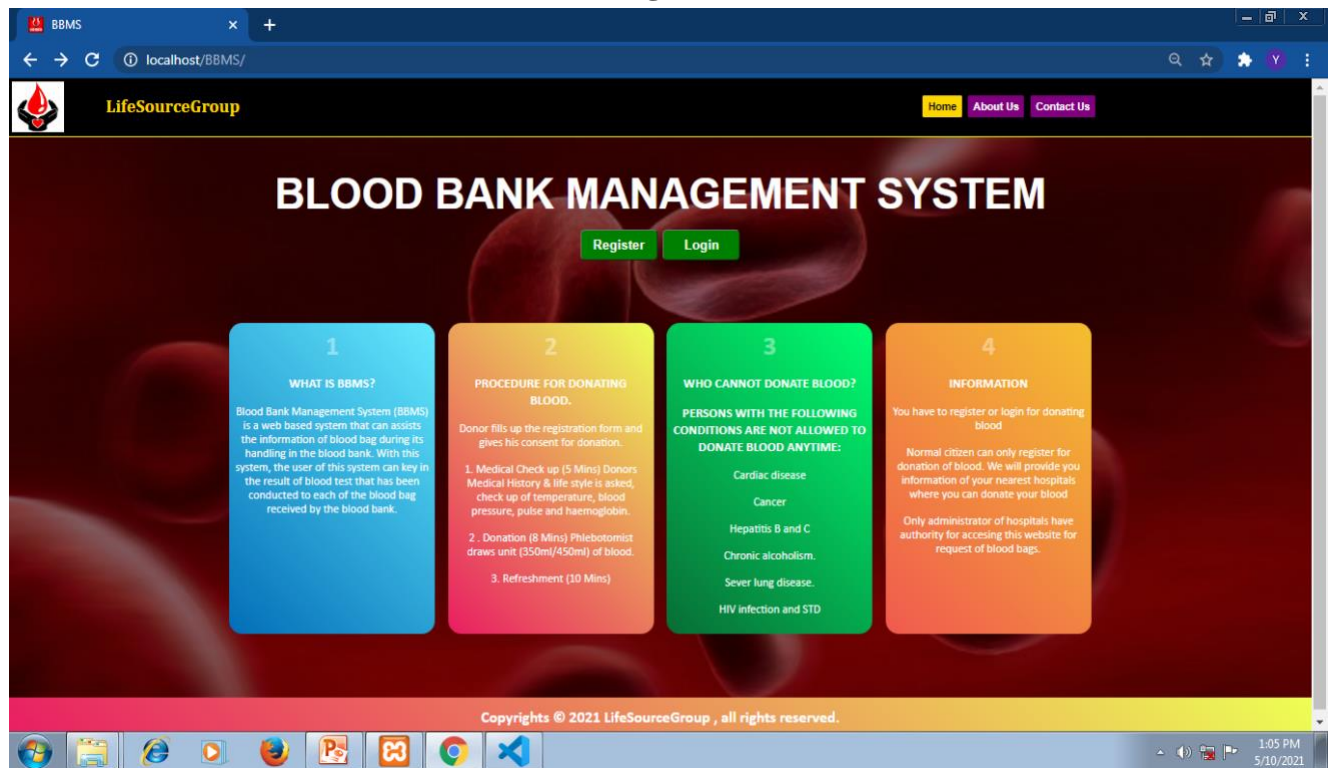 BBMS
localhost/BBMS/
Y
LifeSourceGroup
Home
About Us
Contact Us
BLOOD BANK MANAGEMENT SYSTEM
Register
Login
1
WHAT IS BBMS?
Blood Bank Management System (BBMS)
is a web based system that can assists
the information of blood bag during its
handling in the blood bank. With this
system, the user of this system can key in
the result of blood test that has been
conducted to each of the blood bag
received by the blood bank.
2
PROCEDURE FOR DONATING
BLOOD.
Donor fills up the registration form and
gives his consent for donation.
1. Medical Check up (5 Mins) Donors
Medical History & life style is asked,
check up of temperature, blood
pressure, pulse and haemoglobin.
2 . Donation (8 Mins) Phlebotomist
draws unit (350ml/450ml) of blood.
3. Refreshment (10 Mins)
3
WHO CANNOT DONATE BLOOD?
PERSONS WITH THE FOLLOWING
CONDITIONS ARE NOT ALLOWED TO
DONATE BLOOD ANYTIME:
Cardiac disease
Cancer
Hepatitis B and C
Chronic alcoholism.
Sever lung disease.
HIV infection and STD
4
INFORMATION
You have to register or login for donating
blood
Normal citizen can only register for
donation of blood. We will provide you
information of your nearest hospitals
where you can donate your blood
Only administrator of hospitals have
authority for accesing this website for
request of blood bags.
Copyrights © 2021 LifeSourceGroup , all rights reserved.
1:05 PM
5/10/2021